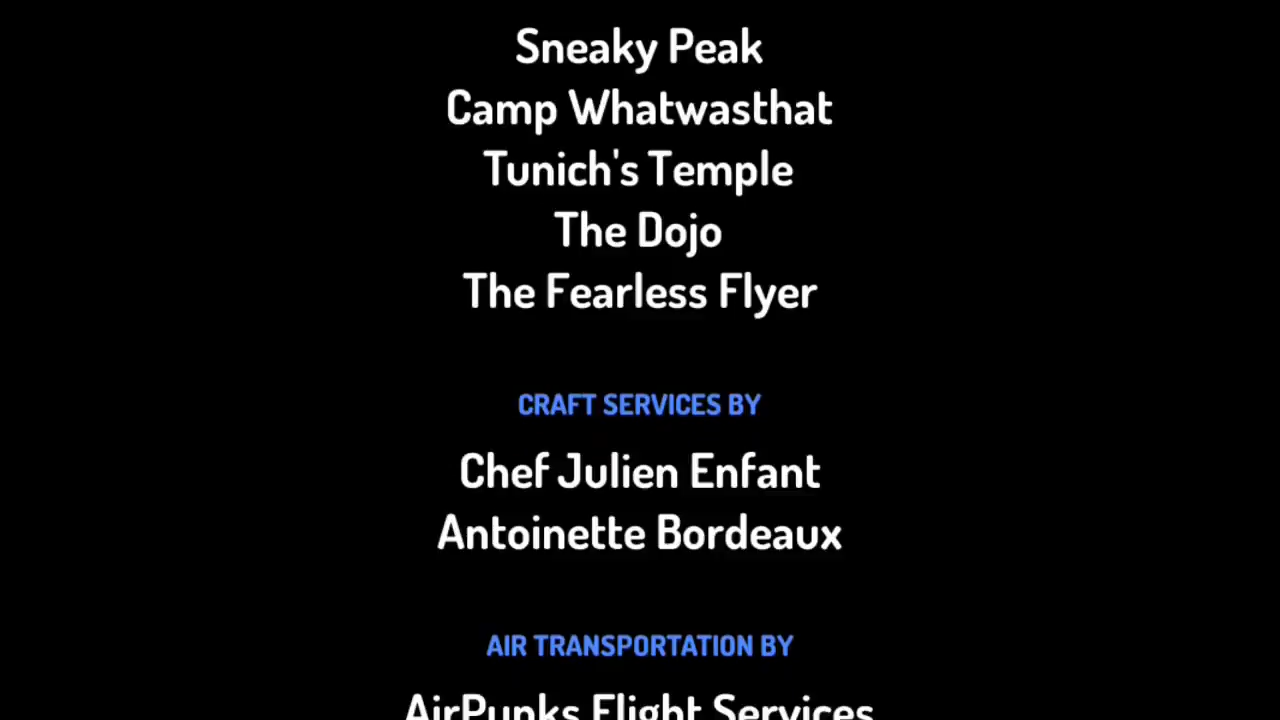 Sneaky Peak
Camp Whatwasthat
Tunich's Temple
The Dojo
The Fearless Flyer
CRAFT SERVICES BY
Chef Julien Enfant
Antoinette Bordeaux
AIR TRANSPORTATION BY
AirPunks Flight Services